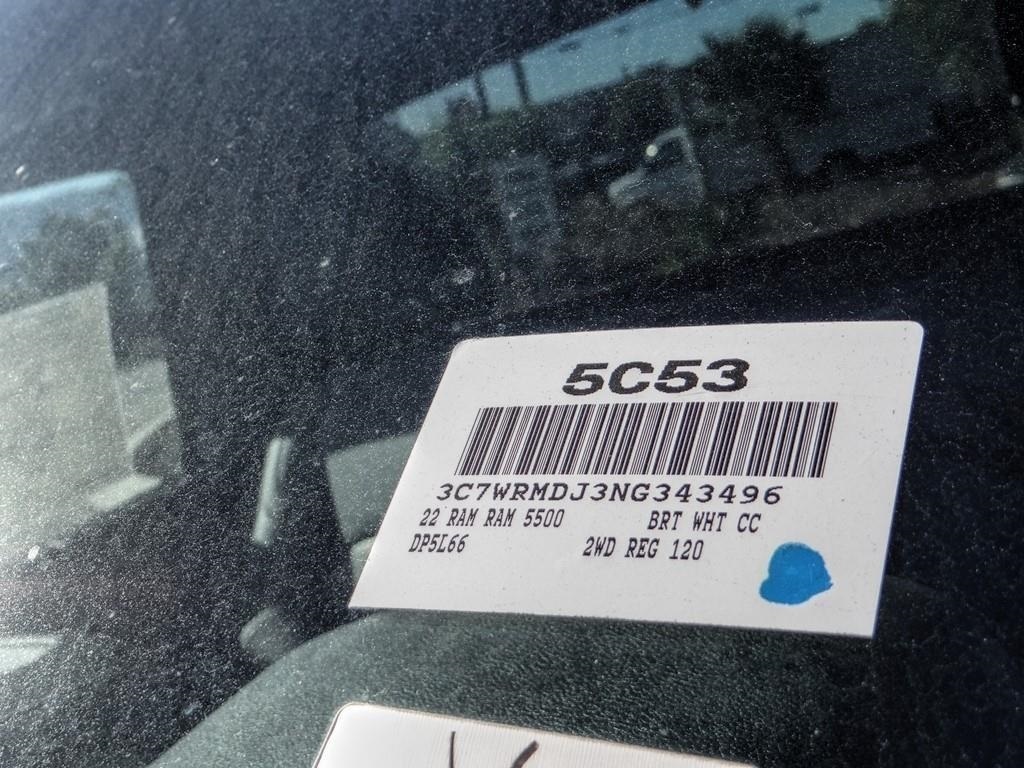 5C53
3C7WRMDJ3NG343496
22 RAM RAM 5500 BRT WHT CC
DP5L66 2WD REG 120